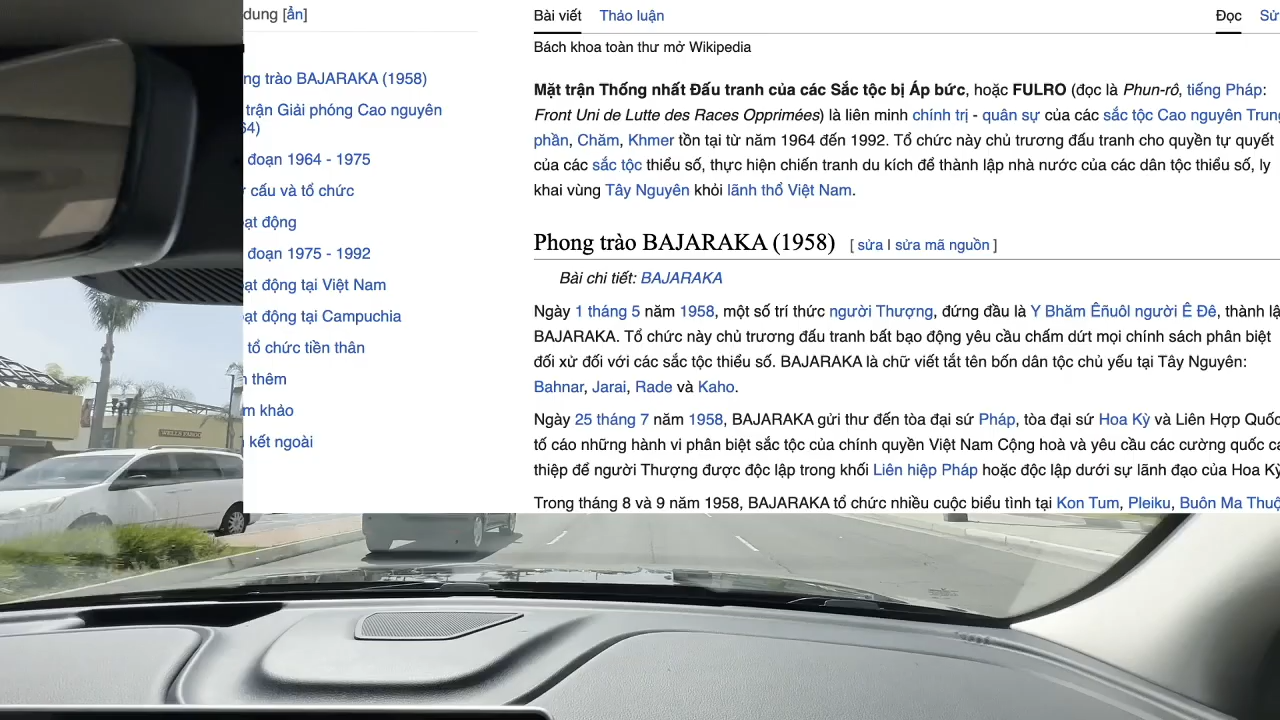 dung [ẩn]
Bài viết Thảo luận Đọc
Bách khoa toàn thư mở Wikipedia
trào BAJARAKA (1958)
trận Giải phóng Cao nguyên
đoạn 1964 - 1975
cấu và tổ chức
động
đoạn 1975 - 1992
động tại Việt Nam
động tại Campuchia
tổ chức tiền thân
thêm
khảo
kết ngoài
Mặt trận Thống nhất Đấu tranh của các Sắc tộc bị Áp bức, hoặc FULRO (đọc là Phun-rô, tiếng Pháp:
Front Uni de Lutte des Races Opprimées) là liên minh chính trị - quân sự của các sắc tộc Cao nguyên Trung
phần, Chăm, Khmer tồn tại từ năm 1964 đến 1992. Tổ chức này chủ trương đấu tranh cho quyền tự quyết
của các sắc tộc thiểu số, thực hiện chiến tranh du kích để thành lập nhà nước của các dân tộc thiểu số, ly
khai vùng Tây Nguyên khỏi lãnh thổ Việt Nam.
Phong trào BAJARAKA (1958) [ sửa | sửa mã nguồn ]
Bài chi tiết: BAJARAKA
Ngày 1 tháng 5 năm 1958, một số trí thức người Thượng, đứng đầu là Y Bhăm Êñuôl người Ê Đê, thành
BAJARAKA. Tổ chức này chủ trương đấu tranh bất bạo động yêu cầu chấm dứt mọi chính sách phân biệt
đối xử đối với các sắc tộc thiểu số. BAJARAKA là chữ viết tắt tên bốn dân tộc chủ yếu tại Tây Nguyên:
Bahnar, Jarai, Rade và Kaho.
Ngày 25 tháng 7 năm 1958, BAJARAKA gửi thư đến tòa đại sứ Pháp, tòa đại sứ Hoa Kỳ và Liên Hợp Quốc
tố cáo những hành vi phân biệt sắc tộc của chính quyền Việt Nam Cộng hoà và yêu cầu các cường quốc
thiệp để người Thượng được độc lập trong khối Liên hiệp Pháp hoặc độc lập dưới sự lãnh đạo của Hoa Kỳ
Trong tháng 8 và 9 năm 1958, BAJARAKA tổ chức nhiều cuộc biểu tình tại Kon Tum, Pleiku, Buôn Ma
WELLS FARGO